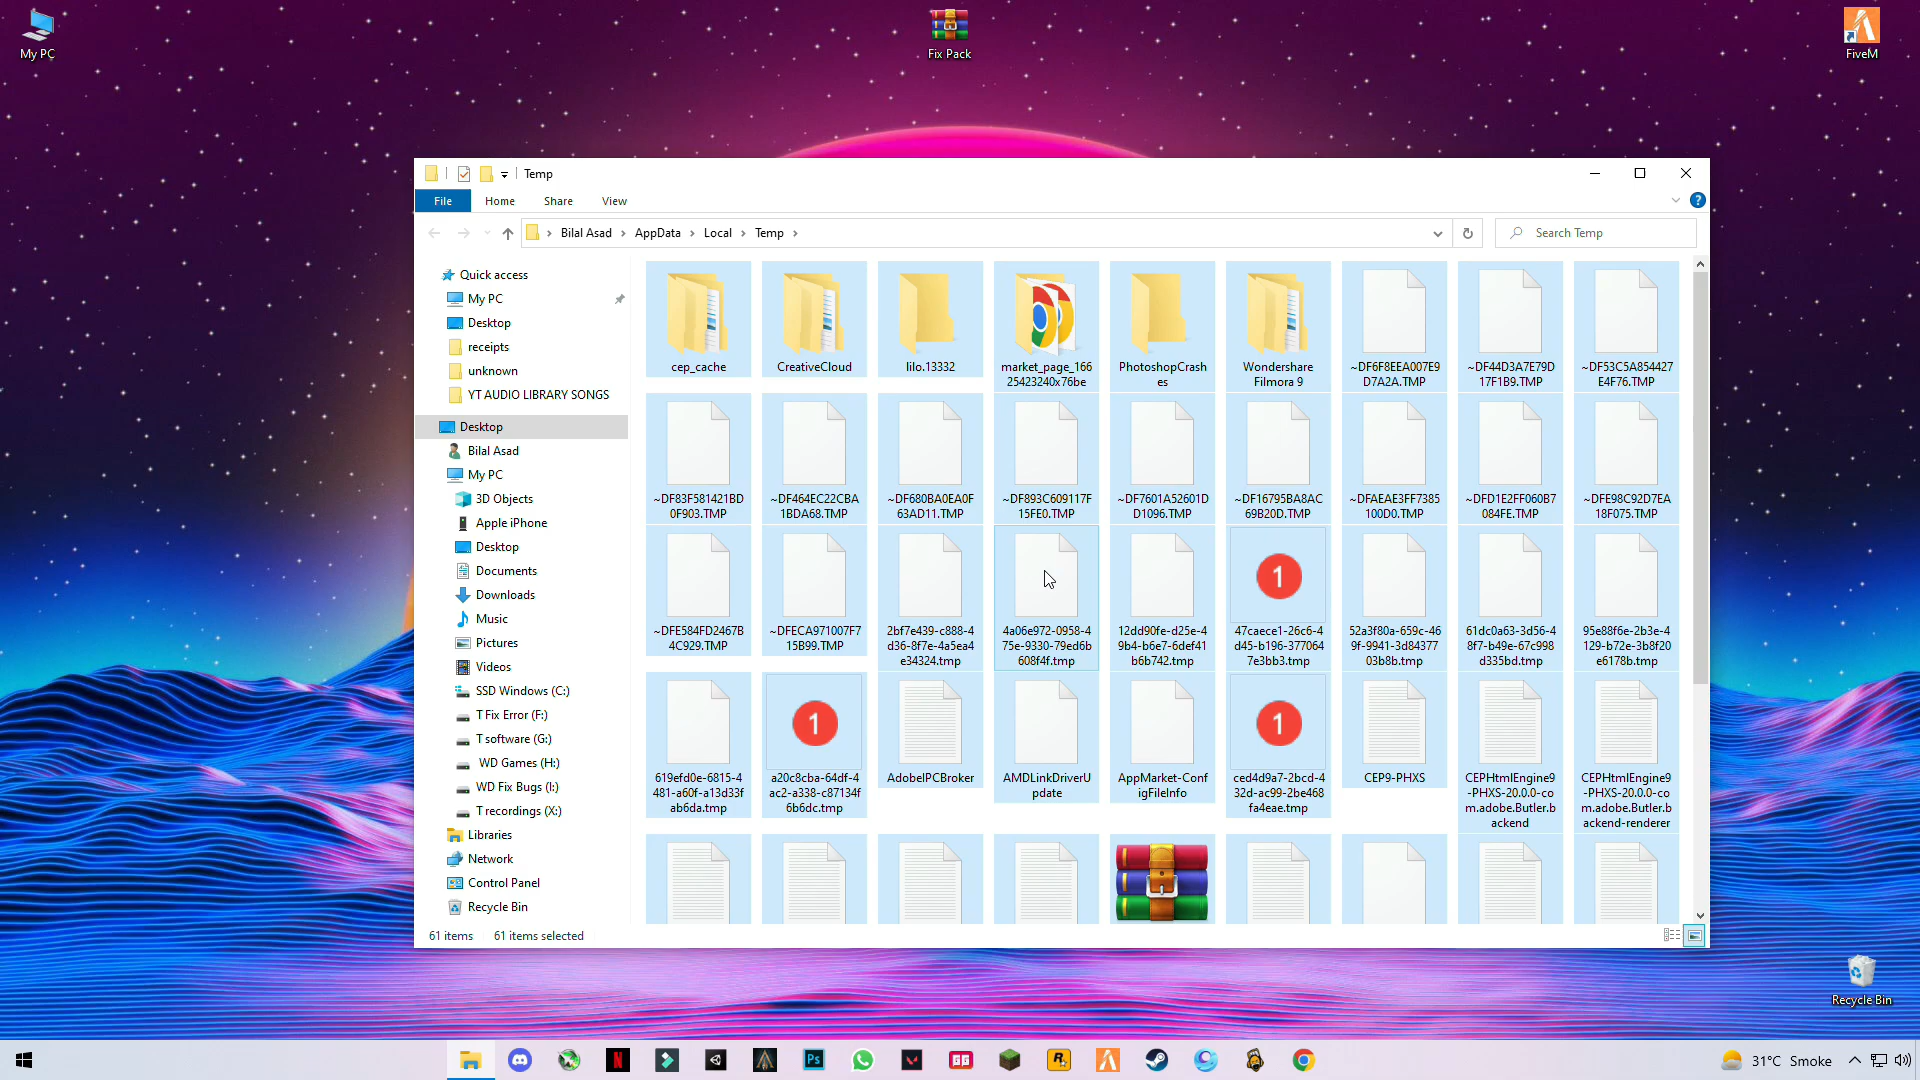 My PC
Fix Pack
FiveM
Temp
File
Home
Share
View
Bilal Asad
AppData
Local
Temp
Search Temp
Quick access
My PC
Desktop
receipts
unknown
YT AUDIO LIBRARY SONGS
Desktop
Bilal Asad
My PC
3D Objects
Apple iPhone
Desktop
Documents
Downloads
Music
Pictures
Videos
SSD Windows (C:)
T Fix Error (F:)
T software (G:)
WD Games (H:)
WD Fix Bugs (I:)
T recordings (X:)
Libraries
Network
Control Panel
Recycle Bin
cep_cache
CreativeCloud
lilo.13332
market_page_166
25423240x76be
PhotoshopCrash
es
Wondershare
Filmora 9
~DF6F8EEA007E9
D7A2A.TMP
~DF44D3A7E79D
17F1B9.TMP
~DF53C5A854427
E4F76.TMP
~DF83F581421BD
0F903.TMP
~DF464EC22CBA
1BDA68.TMP
~DF680BA0EA0F
63AD11.TMP
~DF893C609117F
15FE0.TMP
~DF7601A52601D
D1096.TMP
~DF16795BA8AC
69B20D.TMP
~DFAEAE3FF7385
100D0.TMP
~DFD1E2FF060B7
084FE.TMP
~DFE98C92D7EA
18F075.TMP
~DFE584FD2467B
4C929.TMP
~DFECA971007F7
15B99.TMP
2bf7e439-c888-4
d36-8f7e-4a5ea4
e34324.tmp
4a06e972-0958-4
75e-9330-79ed6b
608f4f.tmp
12dd90fe-d25e-4
9b4-b6e7-6def41
b6b742.tmp
1
47caece1-26c6-4
d45-b196-377064
7e3bb3.tmp
52a3f80a-659c-46
9f-9941-3d84377
03b8b.tmp
61dc0a63-3d56-4
8f7-b49e-67c998
d335bd.tmp
95e88f6e-2b3e-4
129-b72e-3b8f20
e6178b.tmp
619efd0e-6815-4
481-a60f-a13d33f
ab6da.tmp
1
a20c8cba-64df-4
ac2-a338-c87134f
6b6dc.tmp
AdobeIPCBroker
AMDLinkDriverU
pdate
AppMarket-Conf
igFileInfo
1
ced4d9a7-2bcd-4
32d-ac99-2be468
fa4eae.tmp
CEP9-PHXS
CEPHtmlEngine9
-PHXS-20.0.0-co
m.adobe.Butler.b
ackend
CEPHtmlEngine9
-PHXS-20.0.0-co
m.adobe.Butler.b
ackend-renderer
61 items
61 items selected
Recycle Bin
31°C Smoke